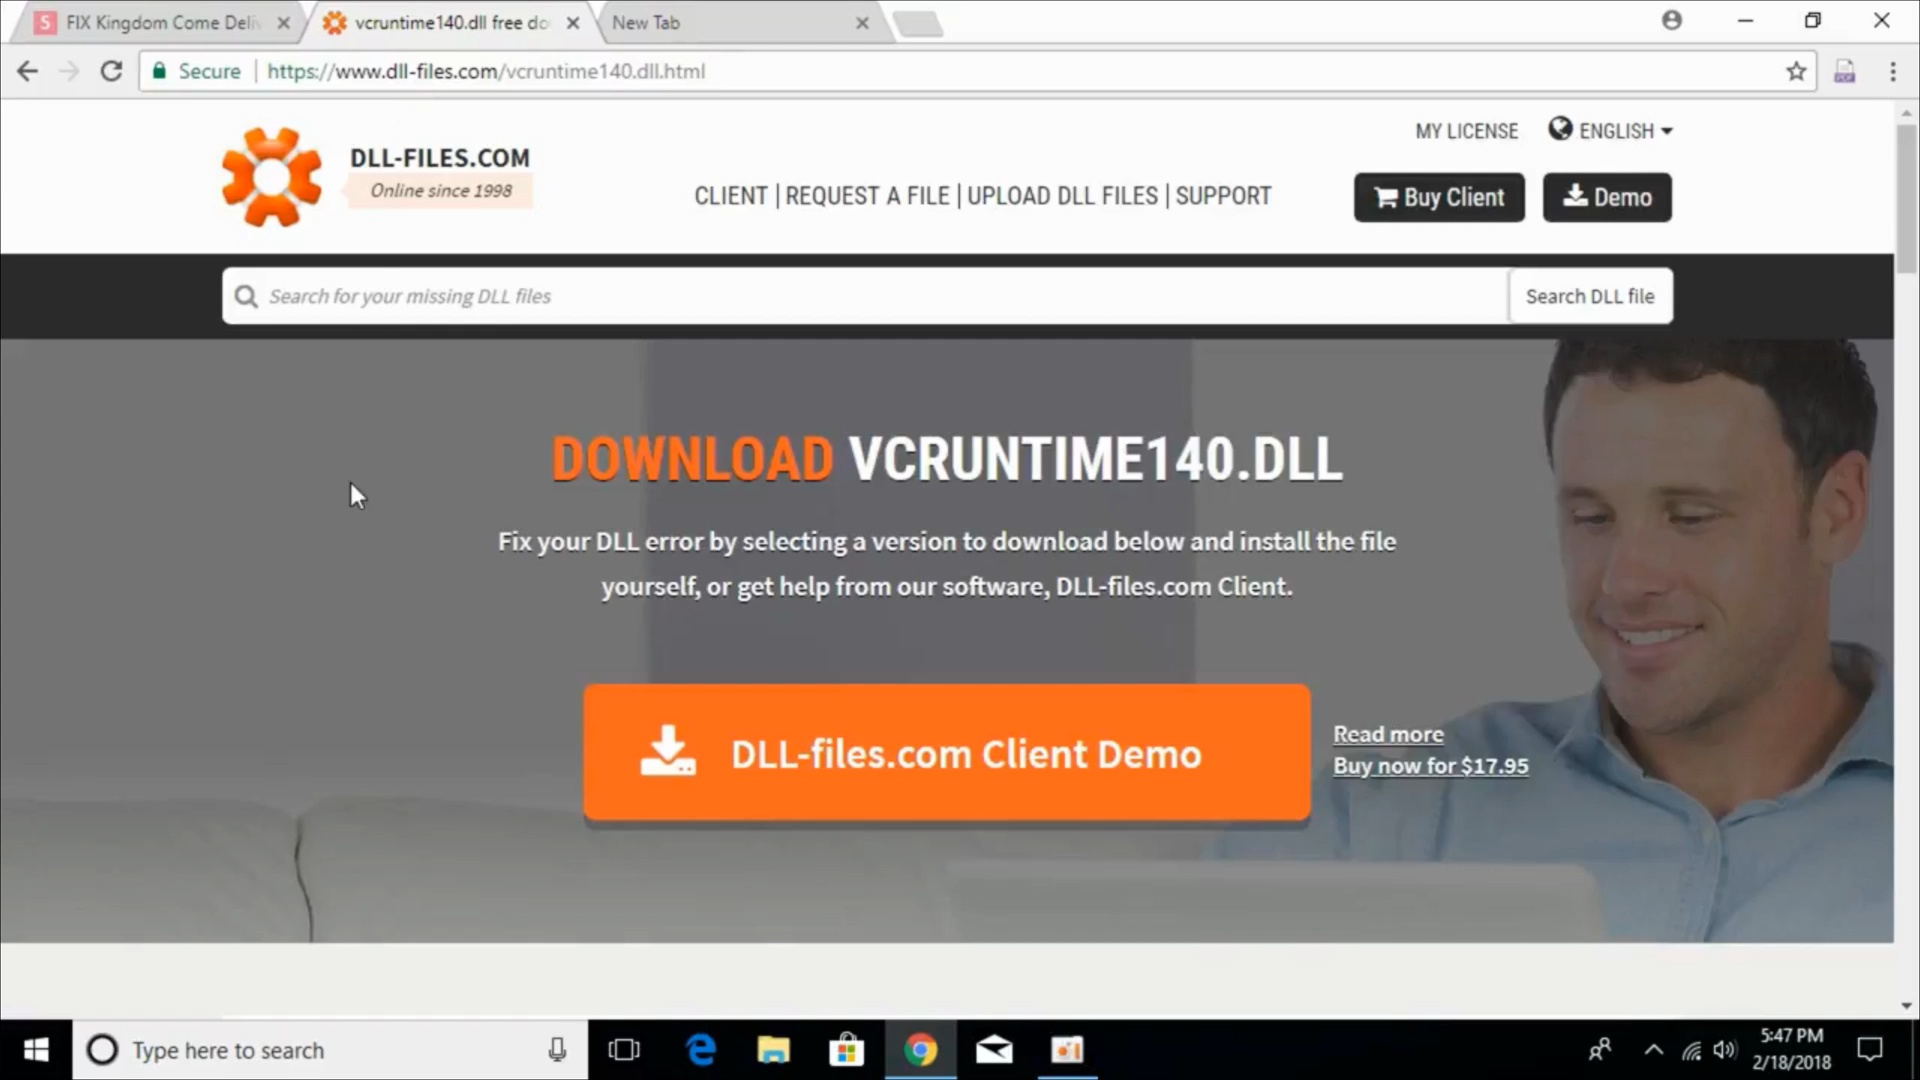 FIX Kingdom Come Deli
vcruntime140.dll free do
New Tab
Secure
https://www.dll-files.com/vcruntime140.dll.html
MY LICENSE
ENGLISH
DLL-FILES.COM
Online since 1998
CLIENT | REQUEST A FILE | UPLOAD DLL FILES | SUPPORT
Buy Client
Demo
Search for your missing DLL files
Search DLL file
DOWNLOAD VCRUNTIME140.DLL
Fix your DLL error by selecting a version to download below and install the file
yourself, or get help from our software, DLL-files.com Client.
DLL-files.com Client Demo
Read more
Buy now for $17.95
Type here to search
5:47 PM
2/18/2018